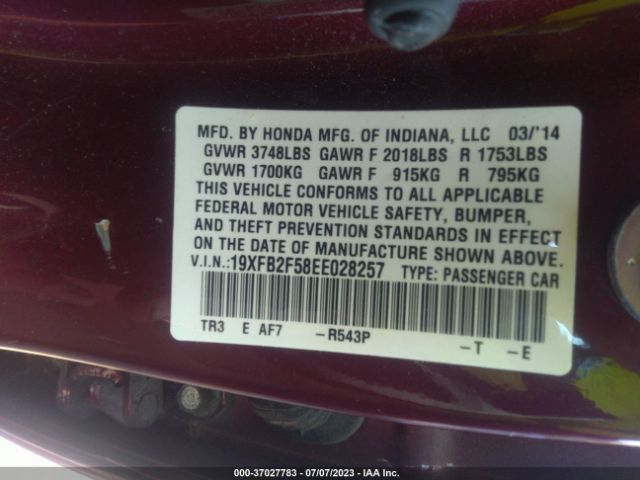 MFD. BY HONDA MFG. OF INDIANA, LLC 03/'14
GVWR 3748LBS GAWR F 2018LBS R 1753LBS
GVWR 1700KG GAWR F 915KG R 795KG
THIS VEHICLE CONFORMS TO ALL APPLICABLE
FEDERAL MOTOR VEHICLE SAFETY, BUMPER,
AND THEFT PREVENTION STANDARDS IN EFFECT
ON THE DATE OF MANUFACTURE SHOWN ABOVE.
V.I.N.:19XFB2F58EE028257 TYPE: PASSENGER CAR
TR3 E AF7 -R543P -T -E
000-37027783 / 07/07/2023 - IAA Inc.